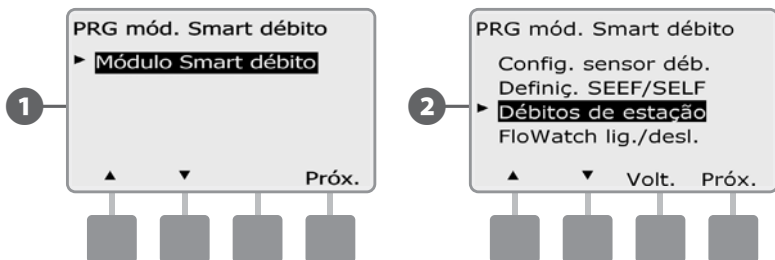 1
PRG mód. Smart débito
► Módulo Smart débito
▲ ▼ Próx.
2
PRG mód. Smart débito
Config. sensor déb.
Definiç. SEEF/SELF
► Débitos de estação
FloWatch lig./desl.
▲ ▼ Volt. Próx.